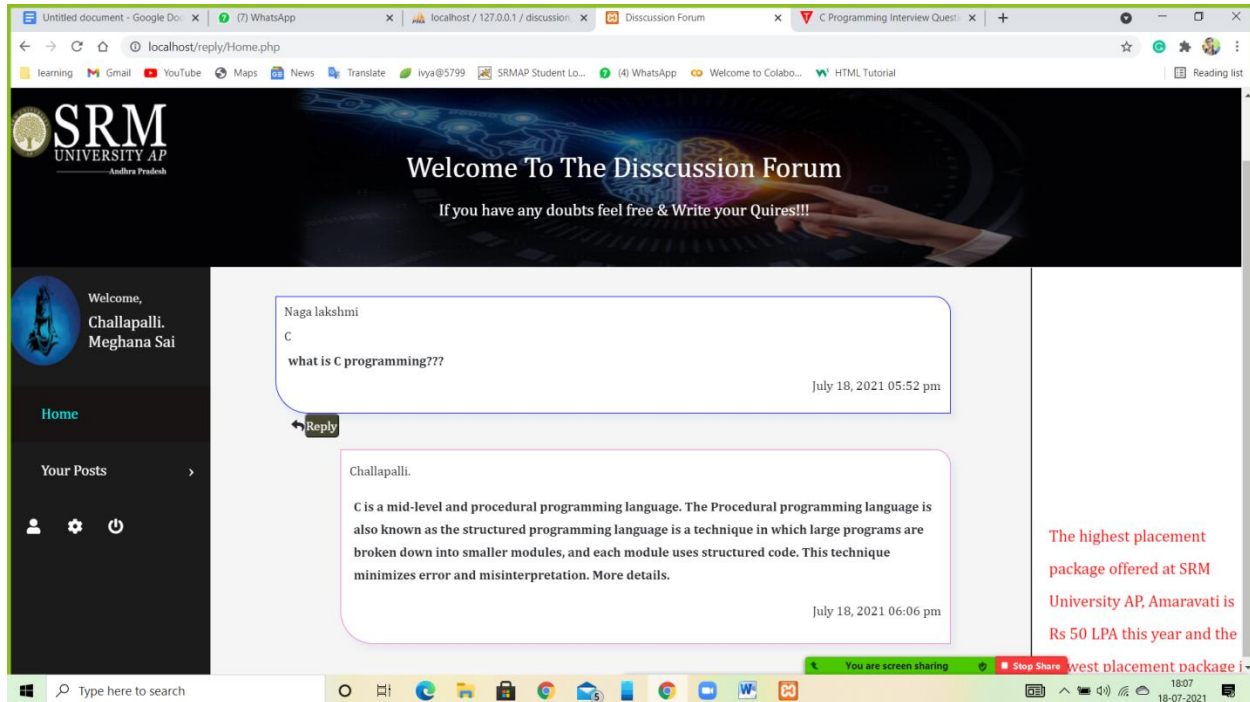 Untitled document - Google Doc
(7) WhatsApp
localhost / 127.0.0.1 / discussion
Disscussion Forum
C Programming Interview Questi
localhost/reply/Home.php
learning
Gmail
YouTube
Maps
News
Translate
ivya@5799
SRMAP Student Lo...
(4) WhatsApp
Welcome to Colabo...
HTML Tutorial
Reading list
SRM
UNIVERSITY AP
Andhra Pradesh
Welcome To The Disscussion Forum
If you have any doubts feel free & Write your Quires!!!
Welcome,
Challapalli.
Meghana Sai
Home
Your Posts
Naga lakshmi
C
what is C programming???
July 18, 2021 05:52 pm
Reply
Challapalli.
C is a mid-level and procedural programming language. The Procedural programming language is
also known as the structured programming language is a technique in which large programs are
broken down into smaller modules, and each module uses structured code. This technique
minimizes error and misinterpretation. More details.
July 18, 2021 06:06 pm
The highest placement
package offered at SRM
University AP, Amaravati is
Rs 50 LPA this year and the
placement package
You are screen sharing
Stop Share
Type here to search
5
18:07
18-07-2021